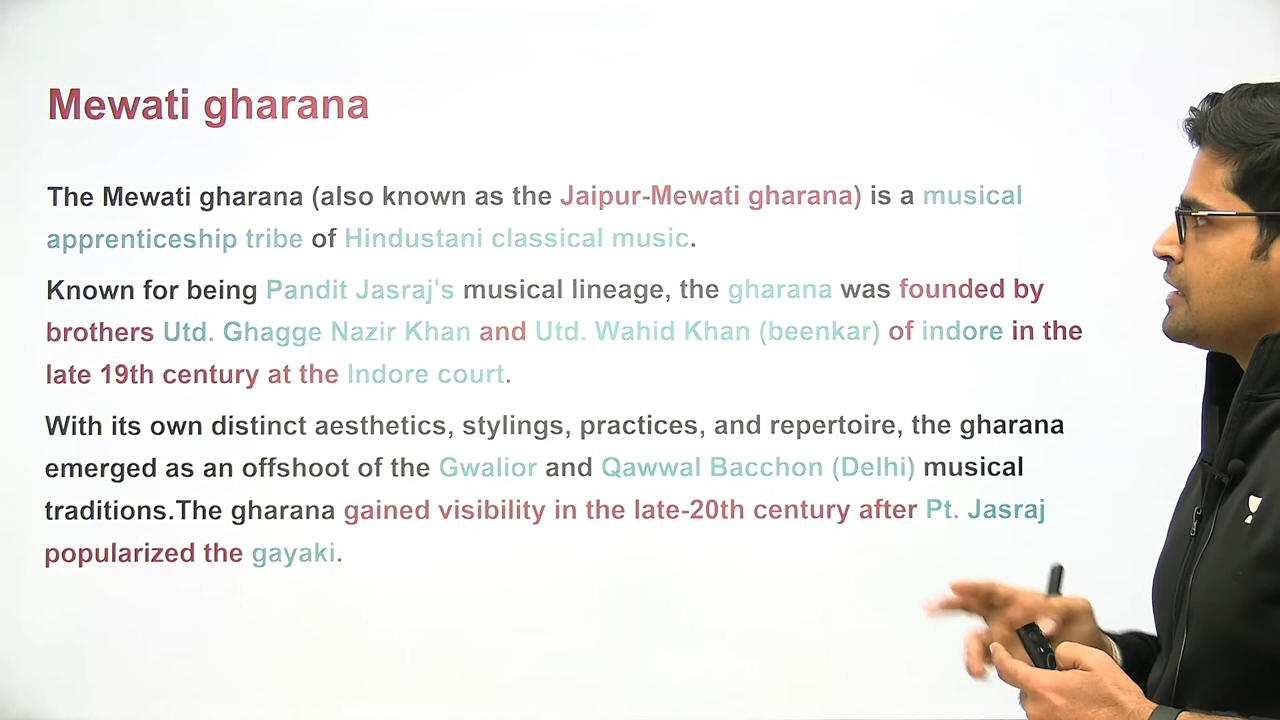 Mewati gharana
The Mewati gharana (also known as the Jaipur-Mewati gharana) is a musical
apprenticeship tribe of Hindustani classical music.
Known for being Pandit Jasraj's musical lineage, the gharana was founded by
brothers Utd. Ghagge Nazir Khan and Utd. Wahid Khan (beenkar) of indore in the
late 19th century at the Indore court.
With its own distinct aesthetics, stylings, practices, and repertoire, the gharana
emerged as an offshoot of the Gwalior and Qawwal Bacchon (Delhi) musical
traditions.The gharana gained visibility in the late-20th century after Pt. Jasraj
popularized the gayaki.